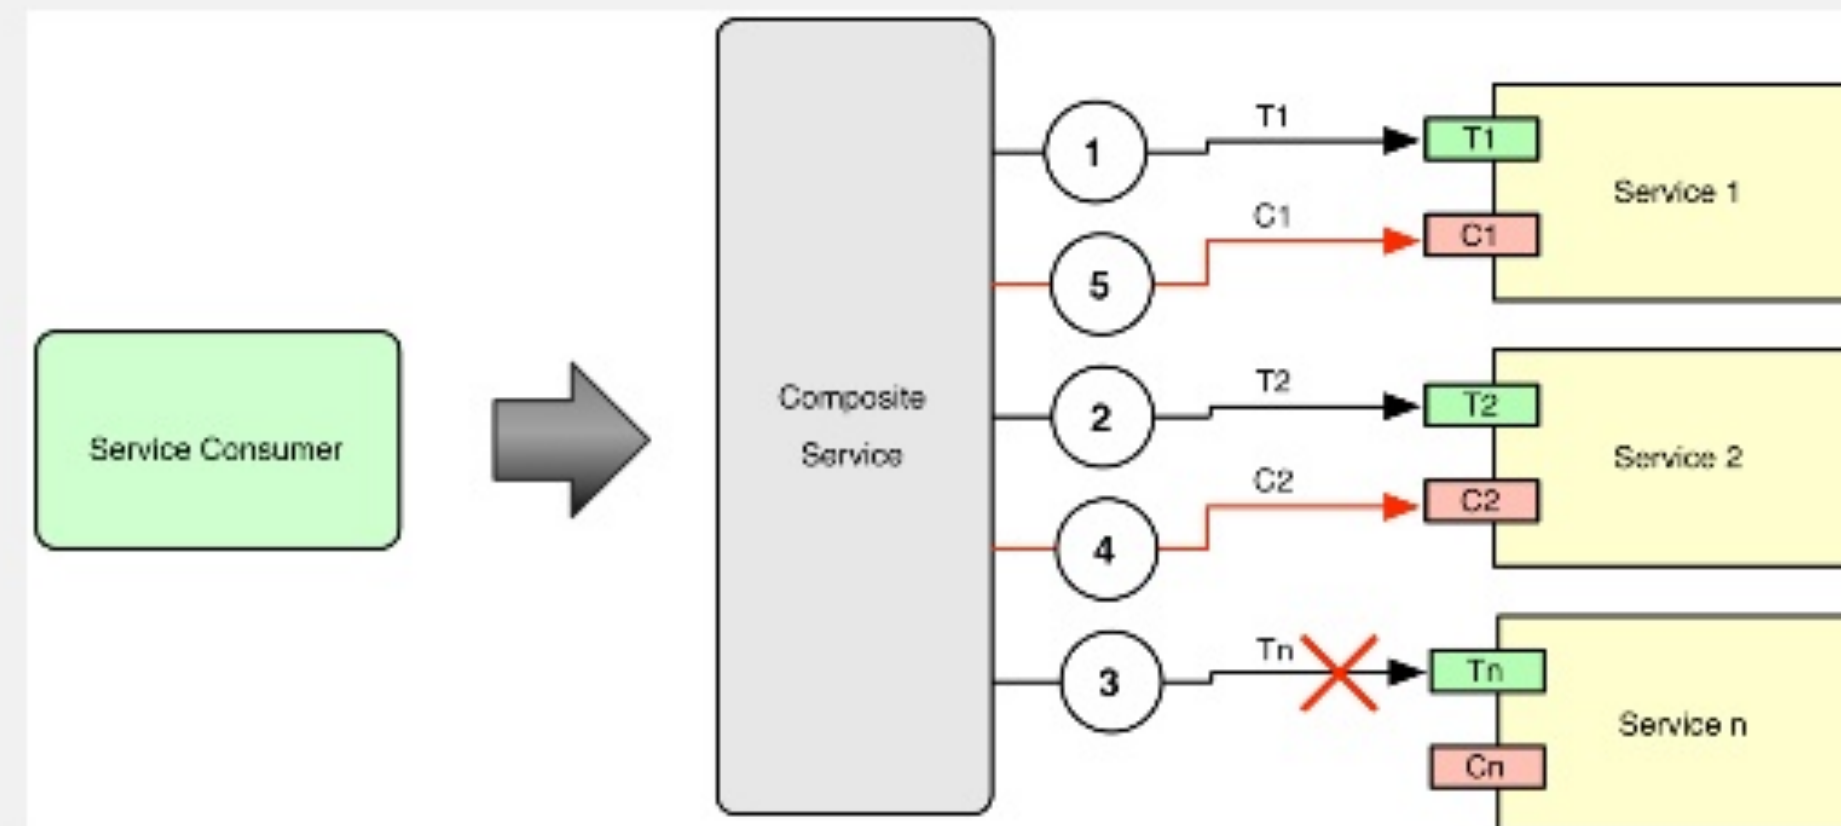 T1
1
T1
Service 1
C1
5
C1
Service Consumer
Composite
Service
T2
2
T2
Service 2
C2
4
C2
Tn
3
Tn
Service n
Cn